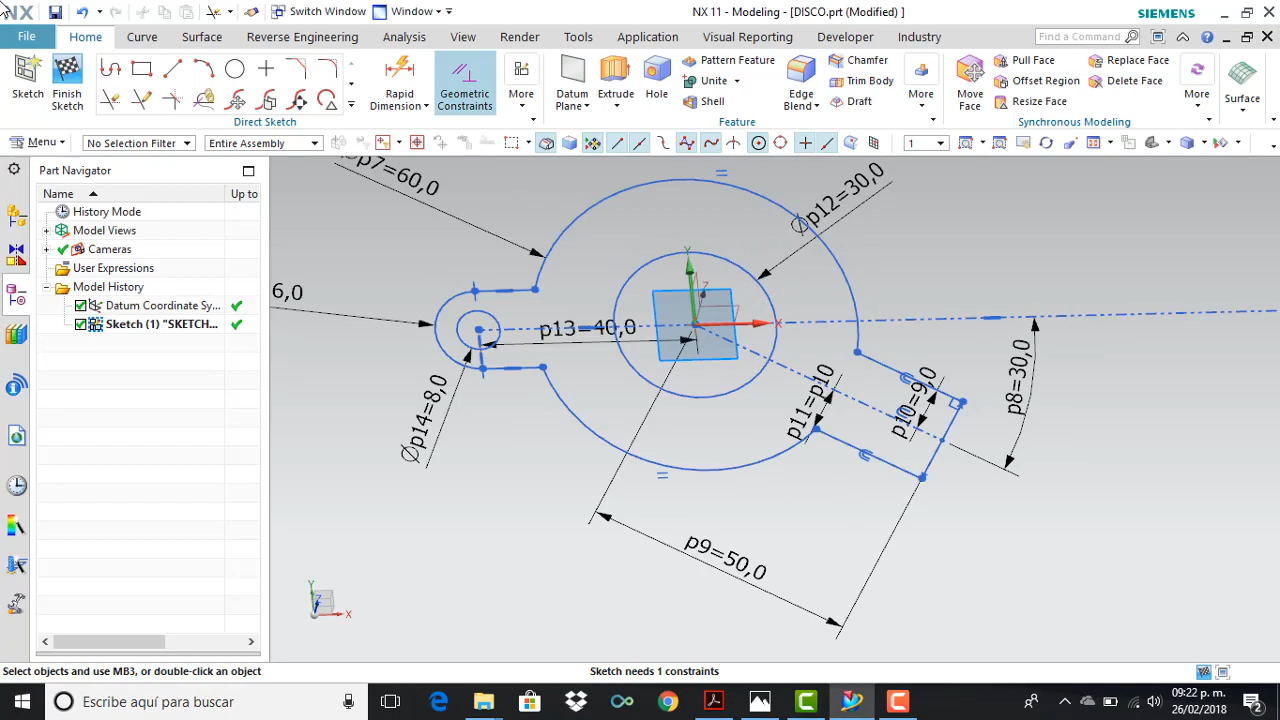 NX
Switch Window
Window
NX 11 - Modeling - [DISCO.prt (Modified) ]
SIEMENS
File
Home
Curve
Surface
Reverse Engineering
Analysis
View
Render
Tools
Visual Reporting
Application
Developer
Industry
Find a Command
Sketch
Finish Sketch
Direct Sketch
Rapid Dimension
Geometric Constraints
More
Datum Plane
Extrude
Hole
Pattern Feature
Unite
Shell
Edge Blend
Chamfer
Trim Body
Draft
More
Feature
Move Face
Pull Face
Offset Region
Resize Face
Replace Face
Delete Face
More
Synchronous Modeling
Surface
Menu
No Selection Filter
Entire Assembly
1
Part Navigator
Name
Up to
History Mode
Model Views
Cameras
User Expressions
Model History
Datum Coordinate Sy...
Sketch (1) "SKETCH...
p7=60,0
Øp12=30,0
6,0
p13=40,0
Øp14=8,0
p11=p10
p10=9,0
p8=30,0
p9=50,0
Y
Z
X
Y
Z
X
Select objects and use MB3, or double-click an object
Sketch needs 1 constraints
Escribe aquí para buscar
09:22 p. m.
26/02/2018
2